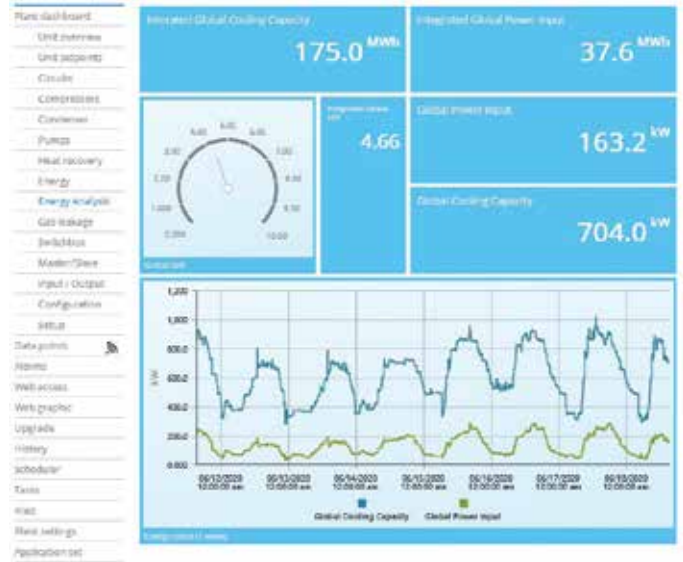 Plant dashboard
Unit overview
Unit setpoints
Circuits
Compressors
Condenser
Pumps
Heat recovery
Energy
Energy Analysis
Gas leakage
Switchbox
Master/Slave
Input / Output
Configuration
Setup
Data points
Alarms
Web access
Web graphic
Upgrade
History
Scheduler
Plant settings
Application set
Integrated Global Cooling Capacity
175.0 MWh
Integrated Global Power Input
37.6 MWh
4.66
Global Power Input
163.2 kW
Global Cooling Capacity
704.0 kW
10.00
1,200
1,000
800.0
600.0
400.0
200.0
0.000
kW
06/12/2020 06/13/2020 06/14/2020 06/15/2020 06/16/2020 06/17/2020 06/18/2020
12:00:00 am 12:00:00 am 12:00:00 am 12:00:00 am 12:00:00 am 12:00:00 am 12:00:00 am
Global Cooling Capacity Global Power Input